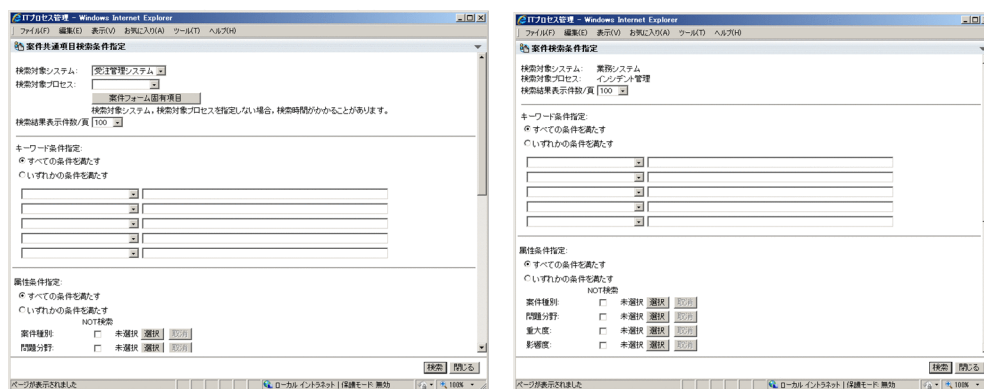 ITプロセス管理 - Windows Internet Explorer
ファイル(F) 編集(E) 表示(V) お気に入り(A) ツール(T) ヘルプ(H)
案件共通項目検索条件指定
検索対象システム: 受注管理システム
検索対象プロセス:
案件フォーム固有項目
検索対象システム，検索対象プロセスを指定しない場合，検索時間がかかることがあります。
検索結果表示件数/頁 100
キーワード条件指定:
すべての条件を満たす
いずれかの条件を満たす
属性条件指定:
すべての条件を満たす
いずれかの条件を満たす
NOT検索
案件種別: 未選択 選択 取消
問題分野: 未選択 選択 取消
検索 閉じる
ページが表示されました ローカル イントラネット | 保護モード: 無効 100%
ITプロセス管理 - Windows Internet Explorer
ファイル(F) 編集(E) 表示(V) お気に入り(A) ツール(T) ヘルプ(H)
案件検索条件指定
検索対象システム: 業務システム
検索対象プロセス: インシデント管理
検索結果表示件数/頁 100
キーワード条件指定:
すべての条件を満たす
いずれかの条件を満たす
属性条件指定:
すべての条件を満たす
いずれかの条件を満たす
NOT検索
案件種別: 未選択 選択 取消
問題分野: 未選択 選択 取消
重大度: 未選択 選択 取消
影響度: 未選択 選択 取消
検索 閉じる
ページが表示されました ローカル イントラネット | 保護モード: 無効 100%